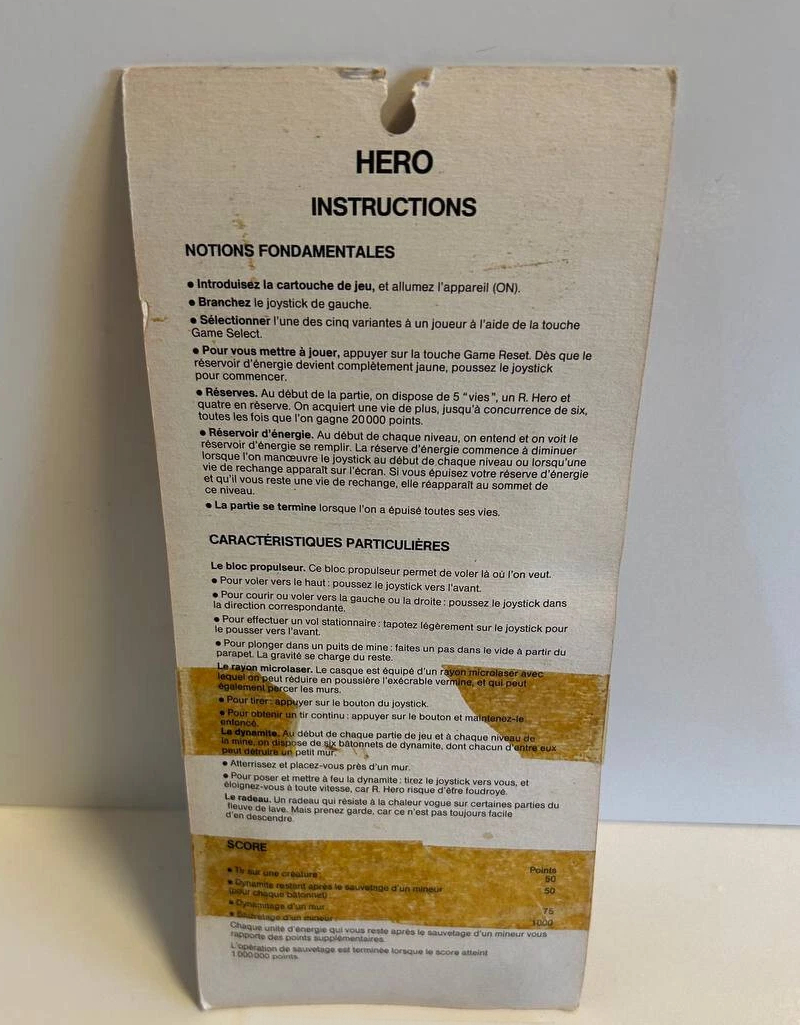 HERO
INSTRUCTIONS
NOTIONS FONDAMENTALES
• Introduisez la cartouche de jeu, et allumez l'appareil (ON).
• Branchez le joystick de gauche.
• Sélectionner l'une des cinq variantes à un joueur à l'aide de la touche
Game Select.
• Pour vous mettre à jouer, appuyer sur la touche Game Reset. Dès que le
réservoir d'énergie devient complètement jaune, poussez le joystick
pour commencer.
• Réserves. Au début de la partie, on dispose de 5 "vies", un R. Hero et
quatre en réserve. On acquiert une vie de plus, jusqu'à concurrence de six,
toutes les fois que l'on gagne 20 000 points.
• Réservoir d'énergie. Au début de chaque niveau, on entend et on voit le
réservoir d'énergie se remplir. La réserve d'énergie commence à diminuer
lorsque l'on manœuvre le joystick au début de chaque niveau ou lorsqu'une
vie de rechange apparaît sur l'écran. Si vous épuisez votre réserve d'énergie
et qu'il vous reste une vie de rechange, elle réapparaît au sommet de
ce niveau.
• La partie se termine lorsque l'on a épuisé toutes ses vies.
CARACTÉRISTIQUES PARTICULIÈRES
Le bloc propulseur. Ce bloc propulseur permet de voler là où l'on veut.
• Pour voler vers le haut : poussez le joystick vers l'avant.
• Pour courir ou voler vers la gauche ou la droite : poussez le joystick dans
la direction correspondante.
• Pour effectuer un vol stationnaire : tapotez légèrement sur le joystick pour
le pousser vers l'avant.
• Pour plonger dans un puits de mine : faites un pas dans le vide à partir du
parapet. La gravité se charge du reste.
Le rayon microlaser. Le casque est équipé d'un rayon microlaser avec
lequel on peut réduire en poussière l'exécrable vermine, et qui peut
également percer les murs.
• Pour tirer : appuyer sur le bouton du joystick.
• Pour obtenir un tir continu : appuyer sur le bouton et maintenez-le
enfoncé.
La dynamite. Au début de chaque partie de jeu et à chaque niveau de
la mine, on dispose de six bâtonnets de dynamite, dont chacun d'entre eux
peut détruire un petit mur.
• Atterrissez et placez-vous près d'un mur.
• Pour poser et mettre à feu la dynamite : tirez le joystick vers vous, et
éloignez-vous à toute vitesse, car R. Hero risque d'être foudroyé.
Le radeau. Un radeau qui résiste à la chaleur vogue sur certaines parties du
fleuve de lave. Mais prenez garde, car ce n'est pas toujours facile
d'en descendre.
SCORE
Points
• Tir sur une créature : 50
• Dynamite restant après le sauvetage d'un mineur
(pour chaque bâtonnet) : 50
• Dynamitage d'un mur : 75
• Sauvetage d'un mineur : 1000
Chaque unité d'énergie qui vous reste après le sauvetage d'un mineur vous
rapporte des points supplémentaires.
L'opération de sauvetage est terminée lorsque le score atteint
1 000 000 points.